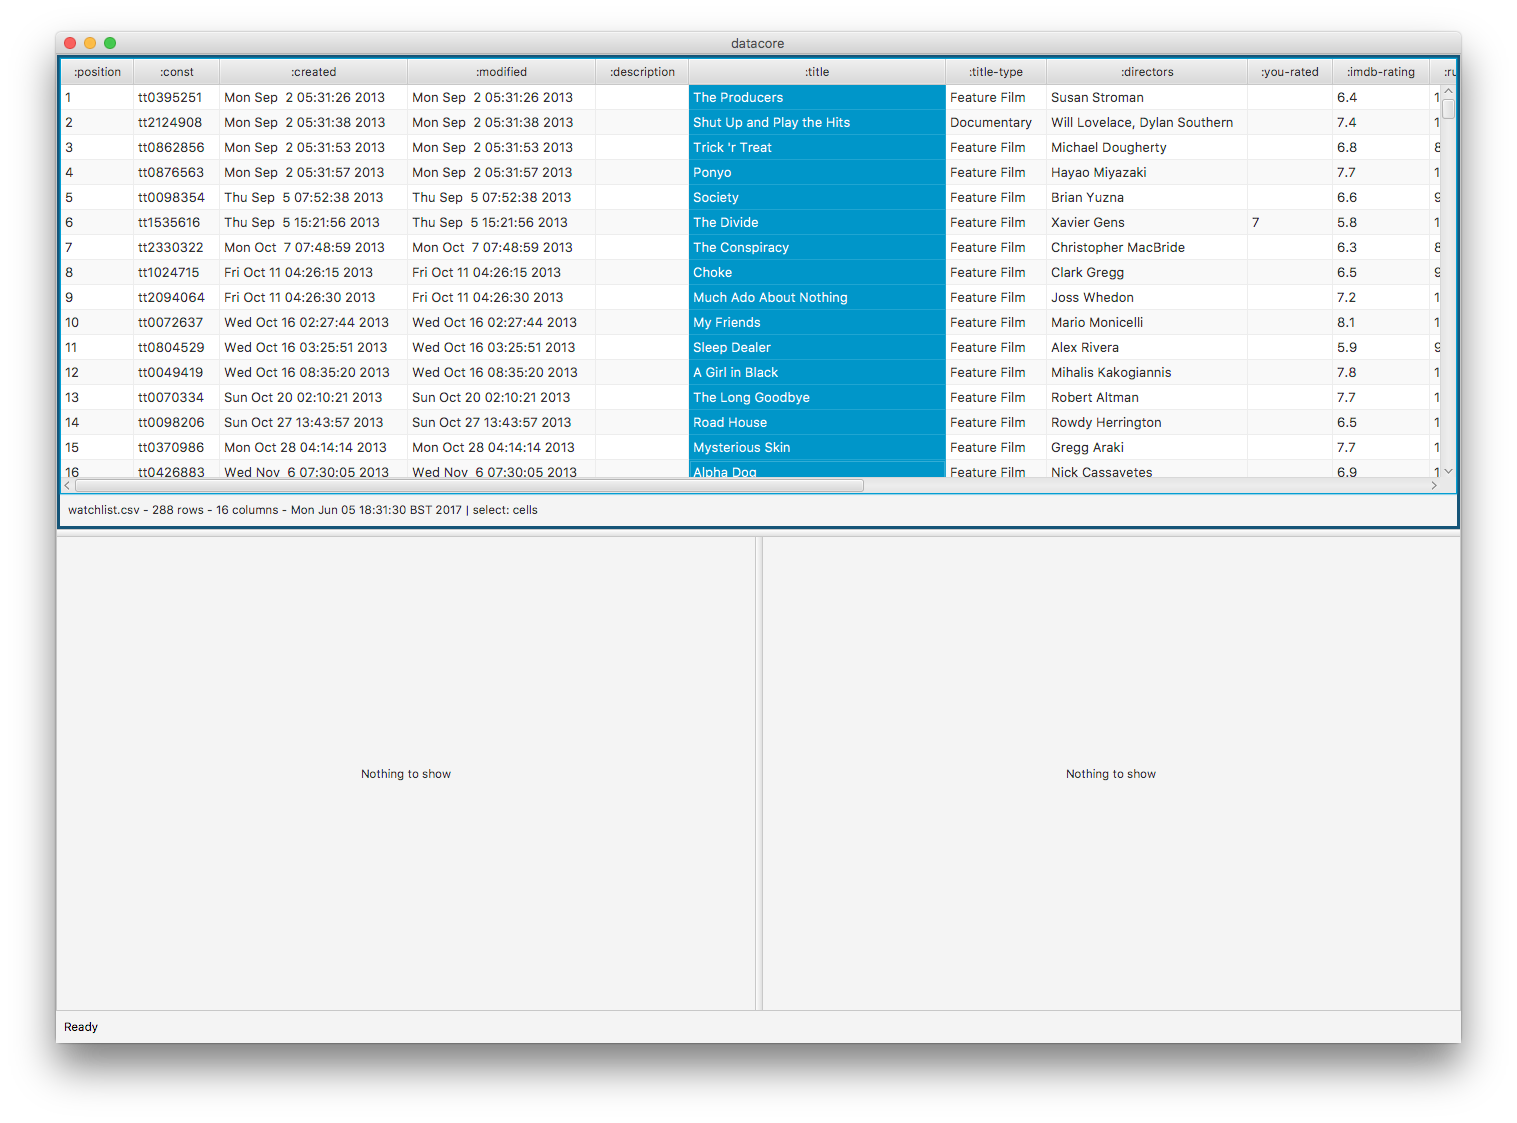 datacore
:position :const :created :modified :description :title :title-type :directors :you-rated :imdb-rating :ru
1 tt0395251 Mon Sep  2 05:31:26 2013 Mon Sep  2 05:31:26 2013 The Producers Feature Film Susan Stroman 6.4 1
2 tt2124908 Mon Sep  2 05:31:38 2013 Mon Sep  2 05:31:38 2013 Shut Up and Play the Hits Documentary Will Lovelace, Dylan Southern 7.4 1
3 tt0862856 Mon Sep  2 05:31:53 2013 Mon Sep  2 05:31:53 2013 Trick 'r Treat Feature Film Michael Dougherty 6.8 8
4 tt0876563 Mon Sep  2 05:31:57 2013 Mon Sep  2 05:31:57 2013 Ponyo Feature Film Hayao Miyazaki 7.7 1
5 tt0098354 Thu Sep  5 07:52:38 2013 Thu Sep  5 07:52:38 2013 Society Feature Film Brian Yuzna 6.6 9
6 tt1535616 Thu Sep  5 15:21:56 2013 Thu Sep  5 15:21:56 2013 The Divide Feature Film Xavier Gens 7 5.8 1
7 tt2330322 Mon Oct  7 07:48:59 2013 Mon Oct  7 07:48:59 2013 The Conspiracy Feature Film Christopher MacBride 6.3 8
8 tt1024715 Fri Oct 11 04:26:15 2013 Fri Oct 11 04:26:15 2013 Choke Feature Film Clark Gregg 6.5 9
9 tt2094064 Fri Oct 11 04:26:30 2013 Fri Oct 11 04:26:30 2013 Much Ado About Nothing Feature Film Joss Whedon 7.2 1
10 tt0072637 Wed Oct 16 02:27:44 2013 Wed Oct 16 02:27:44 2013 My Friends Feature Film Mario Monicelli 8.1 1
11 tt0804529 Wed Oct 16 03:25:51 2013 Wed Oct 16 03:25:51 2013 Sleep Dealer Feature Film Alex Rivera 5.9 9
12 tt0049419 Wed Oct 16 08:35:20 2013 Wed Oct 16 08:35:20 2013 A Girl in Black Feature Film Mihalis Kakogiannis 7.8 1
13 tt0070334 Sun Oct 20 02:10:21 2013 Sun Oct 20 02:10:21 2013 The Long Goodbye Feature Film Robert Altman 7.7 1
14 tt0098206 Sun Oct 27 13:43:57 2013 Sun Oct 27 13:43:57 2013 Road House Feature Film Rowdy Herrington 6.5 1
15 tt0370986 Mon Oct 28 04:14:14 2013 Mon Oct 28 04:14:14 2013 Mysterious Skin Feature Film Gregg Araki 7.7 1
16 tt0426883 Wed Nov  6 07:30:05 2013 Wed Nov  6 07:30:05 2013 Alpha Dog Feature Film Nick Cassavetes 6.9 1
watchlist.csv - 288 rows - 16 columns - Mon Jun 05 18:31:30 BST 2017 | select: cells
Nothing to show
Nothing to show
Ready